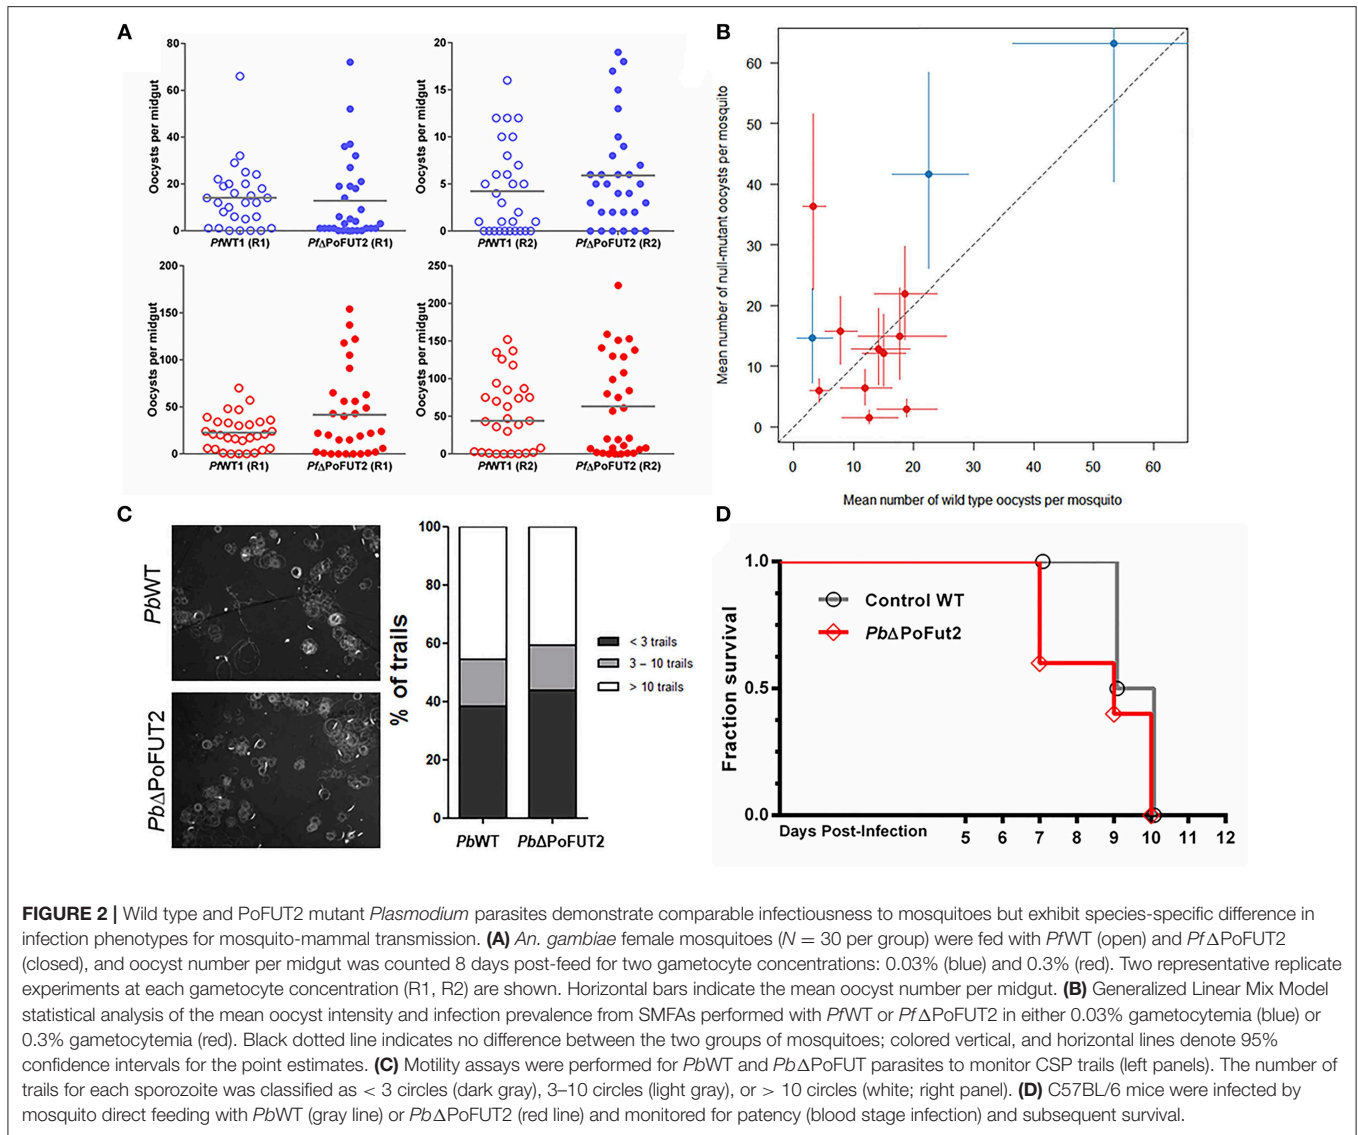 A
80
60
40
20
0
Oocysts per midgut
PfWT1 (R1)
PfΔPoFUT2 (R1)
20
15
10
5
0
Oocysts per midgut
PfWT1 (R2)
PfΔPoFUT2 (R2)
200
150
100
50
0
Oocysts per midgut
PfWT1 (R1)
PfΔPoFUT2 (R1)
250
200
150
100
50
0
Oocysts per midgut
PfWT1 (R2)
PfΔPoFUT2 (R2)
B
Mean number of null-mutant oocysts per mosquito
60
50
40
30
20
10
0
0 10 20 30 40 50 60
Mean number of wild type oocysts per mosquito
C
PbWT
PbΔPoFUT2
% of trails
100
80
60
40
20
0
PbWT PbΔPoFUT2
< 3 trails
3 – 10 trails
> 10 trails
D
Fraction survival
1.0
0.5
0.0
Control WT
PbΔPoFut2
Days Post-Infection
5 6 7 8 9 10 11 12
FIGURE 2 | Wild type and PoFUT2 mutant Plasmodium parasites demonstrate comparable infectiousness to mosquitoes but exhibit species-specific difference in
infection phenotypes for mosquito-mammal transmission. (A) An. gambiae female mosquitoes (N = 30 per group) were fed with PfWT (open) and PfΔPoFUT2
(closed), and oocyst number per midgut was counted 8 days post-feed for two gametocyte concentrations: 0.03% (blue) and 0.3% (red). Two representative replicate
experiments at each gametocyte concentration (R1, R2) are shown. Horizontal bars indicate the mean oocyst number per midgut. (B) Generalized Linear Mix Model
statistical analysis of the mean oocyst intensity and infection prevalence from SMFAs performed with PfWT or PfΔPoFUT2 in either 0.03% gametocytemia (blue) or
0.3% gametocytemia (red). Black dotted line indicates no difference between the two groups of mosquitoes; colored vertical, and horizontal lines denote 95%
confidence intervals for the point estimates. (C) Motility assays were performed for PbWT and PbΔPoFUT parasites to monitor CSP trails (left panels). The number of
trails for each sporozoite was classified as < 3 circles (dark gray), 3–10 circles (light gray), or > 10 circles (white; right panel). (D) C57BL/6 mice were infected by
mosquito direct feeding with PbWT (gray line) or PbΔPoFUT2 (red line) and monitored for patency (blood stage infection) and subsequent survival.